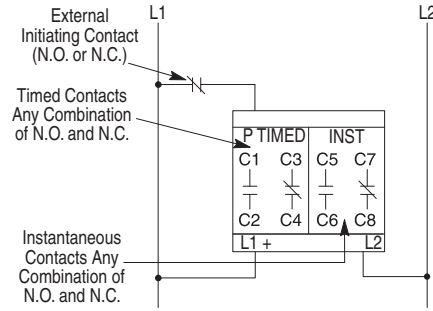 External
Initiating Contact
(N.O. or N.C.)
L1
L2
Timed Contacts
Any Combination
of N.O. and N.C.
P TIMED INST
C1 C3 C5 C7
C2 C4 C6 C8
L1 + L2
Instantaneous
Contacts Any
Combination of
N.O. and N.C.